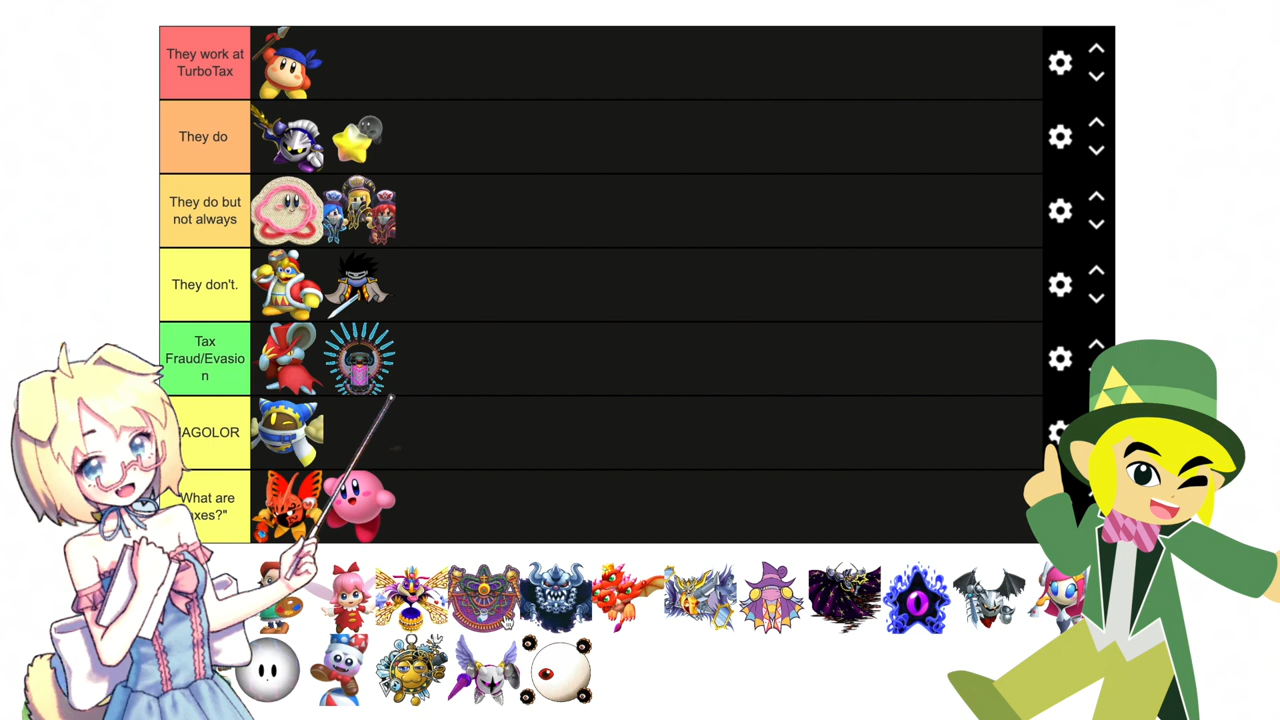 They work at
TurboTax
They do
They do but
not always
They don't.
Tax
Fraud/Evasio
n
AGOLOR
"What are
axes?"